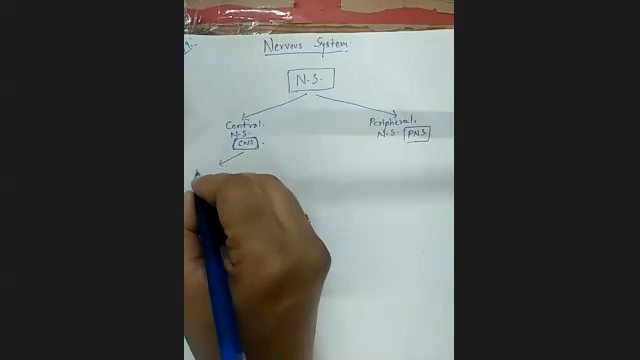 Nervous System
N.S.
Central
N.S.
CNS
Peripheral
N.S. PNS